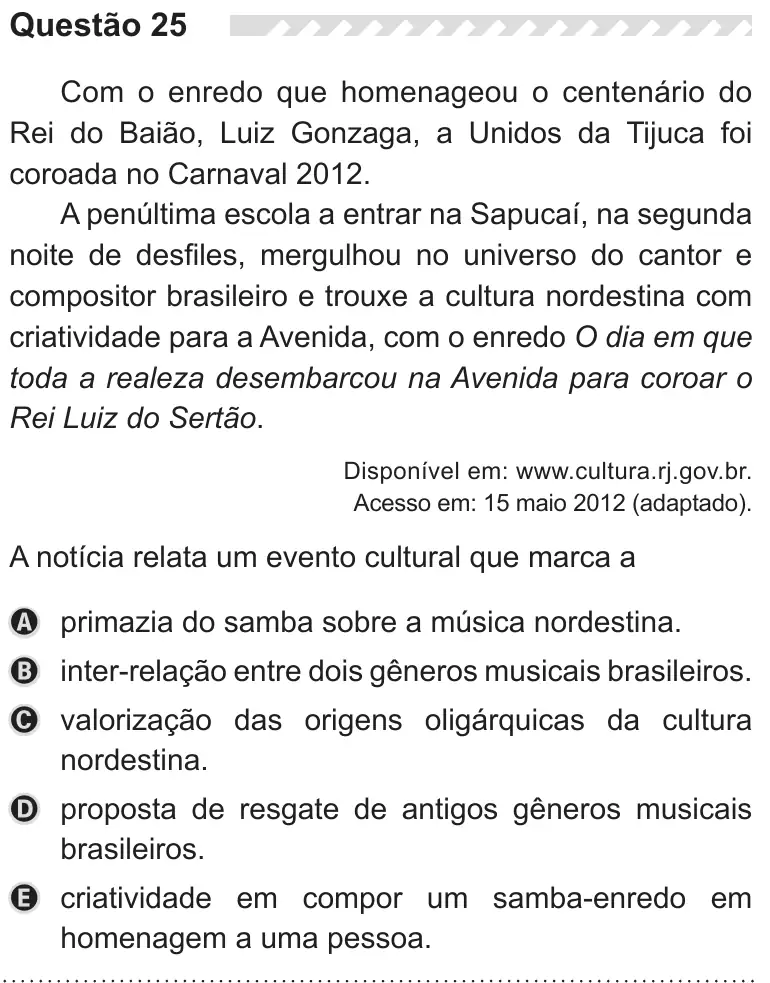 Questão 25
Com o enredo que homenageou o centenário do
Rei do Baião, Luiz Gonzaga, a Unidos da Tijuca foi
coroada no Carnaval 2012.
A penúltima escola a entrar na Sapucaí, na segunda
noite de desfiles, mergulhou no universo do cantor e
compositor brasileiro e trouxe a cultura nordestina com
criatividade para a Avenida, com o enredo O dia em que
toda a realeza desembarcou na Avenida para coroar o
Rei Luiz do Sertão.
Disponível em: www.cultura.rj.gov.br.
Acesso em: 15 maio 2012 (adaptado).
A notícia relata um evento cultural que marca a
A primazia do samba sobre a música nordestina.
B inter-relação entre dois gêneros musicais brasileiros.
C valorização das origens oligárquicas da cultura
nordestina.
D proposta de resgate de antigos gêneros musicais
brasileiros.
E criatividade em compor um samba-enredo em
homenagem a uma pessoa.